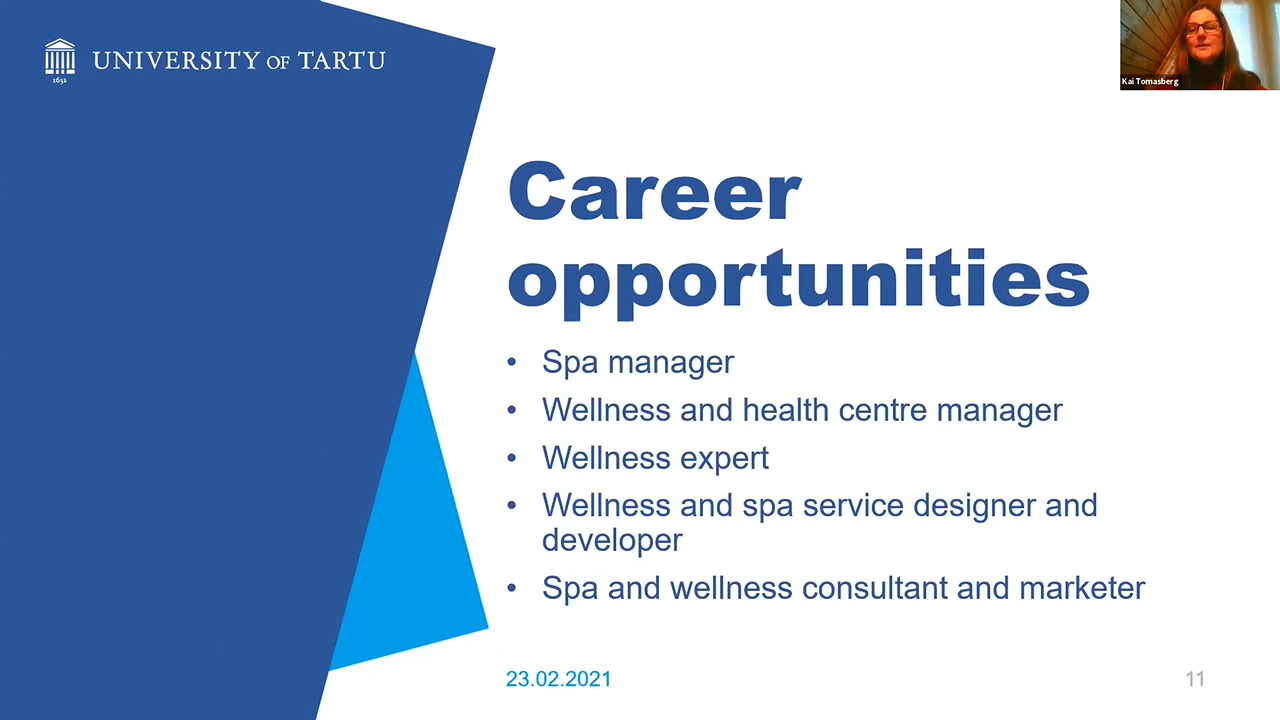 UNIVERSITY OF TARTU
1632
Kai Tomasberg
Career
opportunities
• Spa manager
• Wellness and health centre manager
• Wellness expert
• Wellness and spa service designer and
developer
• Spa and wellness consultant and marketer
23.02.2021
11